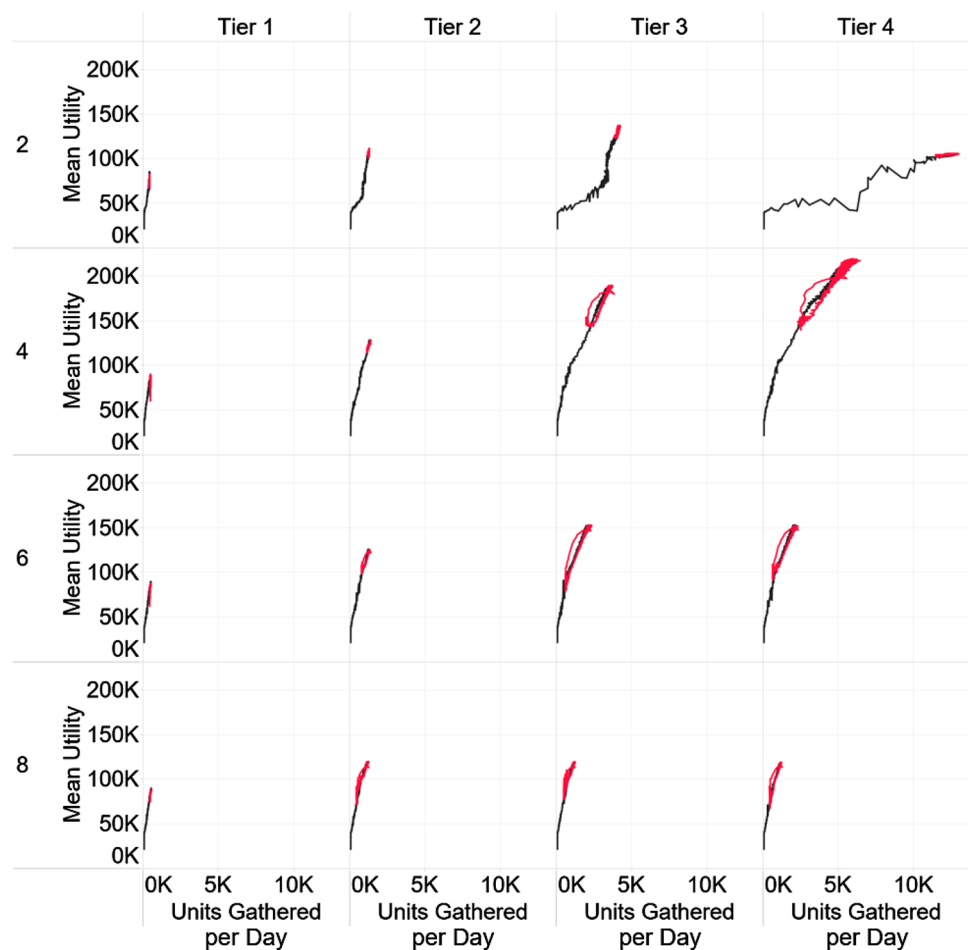 Tier 1 Tier 2 Tier 3 Tier 4
2
Mean Utility
200K
150K
100K
50K
0K
4
Mean Utility
200K
150K
100K
50K
0K
6
Mean Utility
200K
150K
100K
50K
0K
8
Mean Utility
200K
150K
100K
50K
0K
0K 5K 10K 0K 5K 10K 0K 5K 10K 0K 5K 10K
Units Gathered Units Gathered Units Gathered Units Gathered
per Day per Day per Day per Day